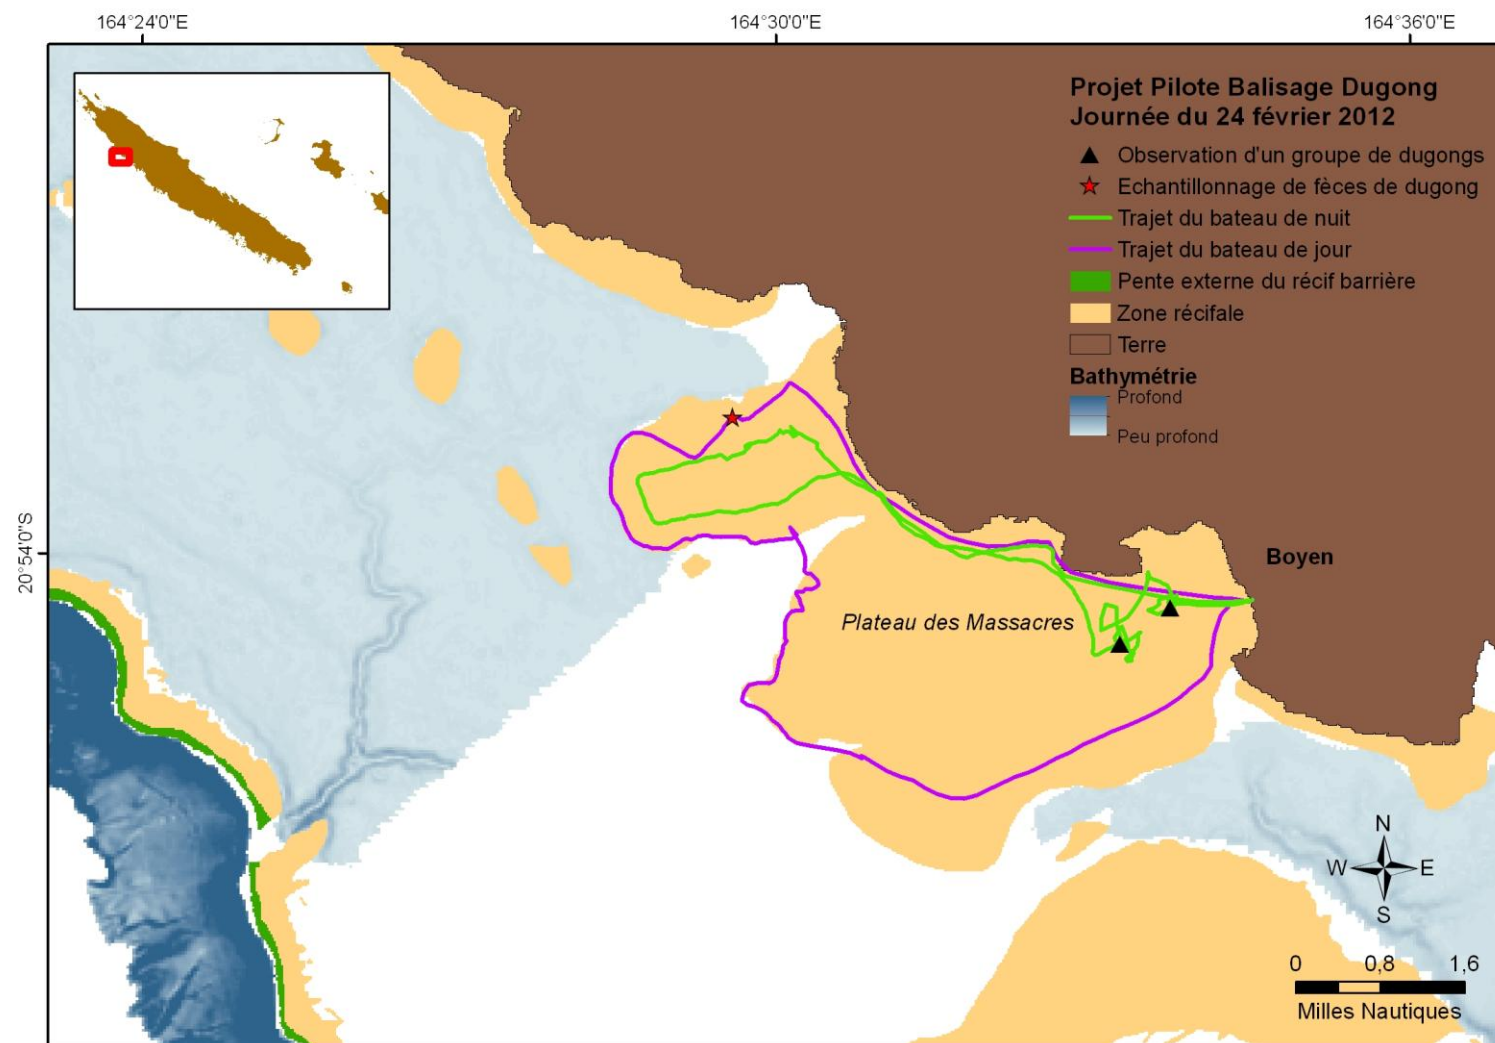 164°24'0"E
164°30'0"E
164°36'0"E
Projet Pilote Balisage Dugong
Journée du 24 février 2012
Observation d'un groupe de dugongs
Echantillonnage de fèces de dugong
Trajet du bateau de nuit
Trajet du bateau de jour
Pente externe du récif barrière
Zone récifale
Terre
Bathymétrie
Profond
Peu profond
20°54'0"S
Boyen
Plateau des Massacres
N
W
E
S
0
0,8
1,6
Milles Nautiques